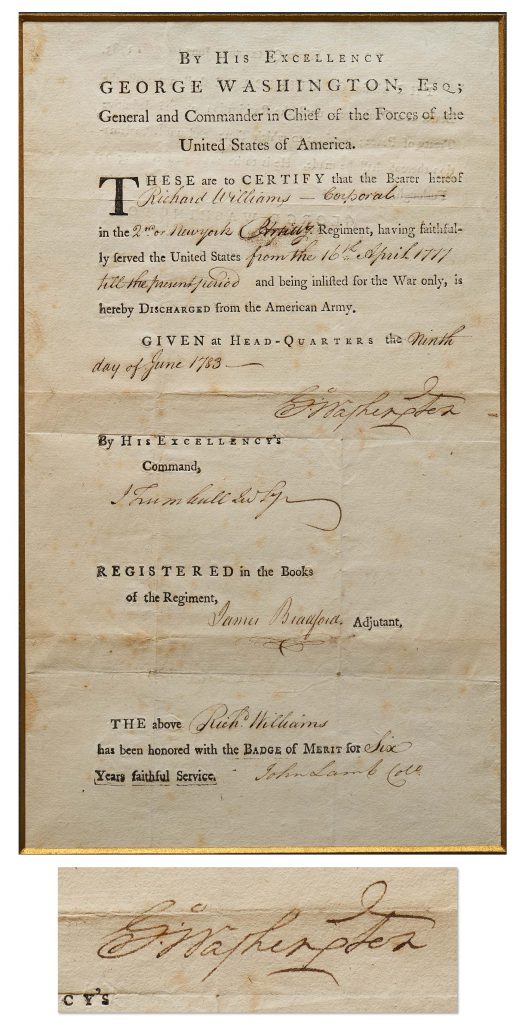 By His Excellency
GEORGE WASHINGTON, Esq;
General and Commander in Chief of the Forces of the
United States of America.
THESE are to CERTIFY that the Bearer hereof
Richard Williams — Corporal
in the 2nd or Newyork Artillery Regiment, having faithful-
ly served the United States from the 16th April 1777
till the present period and being inlisted for the War only, is
hereby Discharged from the American Army.
GIVEN at Head-Quarters the Ninth
day of June 1783 —
Go: Washington
By His Excellency's
Command,
J Trumbull Jun Sy
REGISTERED in the Books
of the Regiment,
James Bradford. Adjutant,
THE above Richd. Williams
has been honored with the Badge of Merit for Six
Years faithful Service. John Lamb Colo.
Go: Washington
CY'S